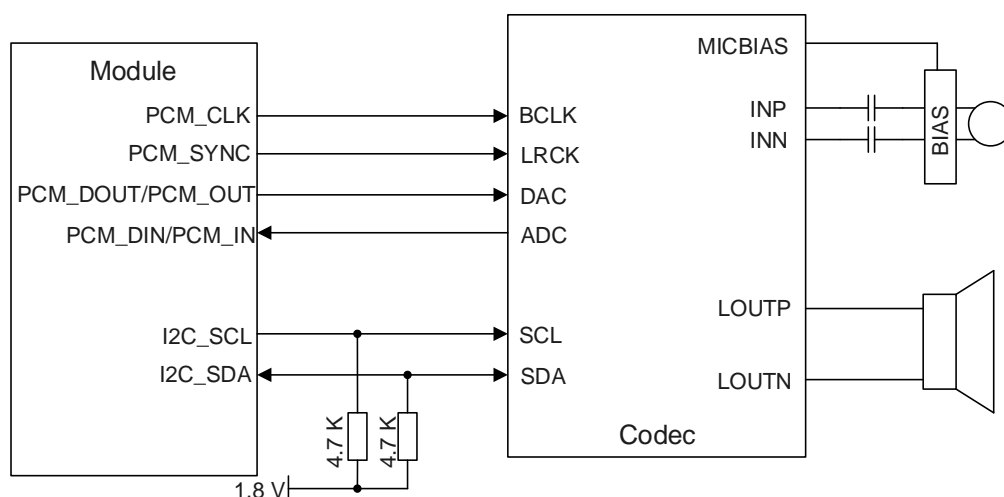 Module
PCM_CLK
PCM_SYNC
PCM_DOUT/PCM_OUT
PCM_DIN/PCM_IN
I2C_SCL
I2C_SDA
4.7 K
4.7 K
1.8 V
BCLK
LRCK
DAC
ADC
SCL
SDA
Codec
MICBIAS
INP
INN
LOUTP
LOUTN
BIAS